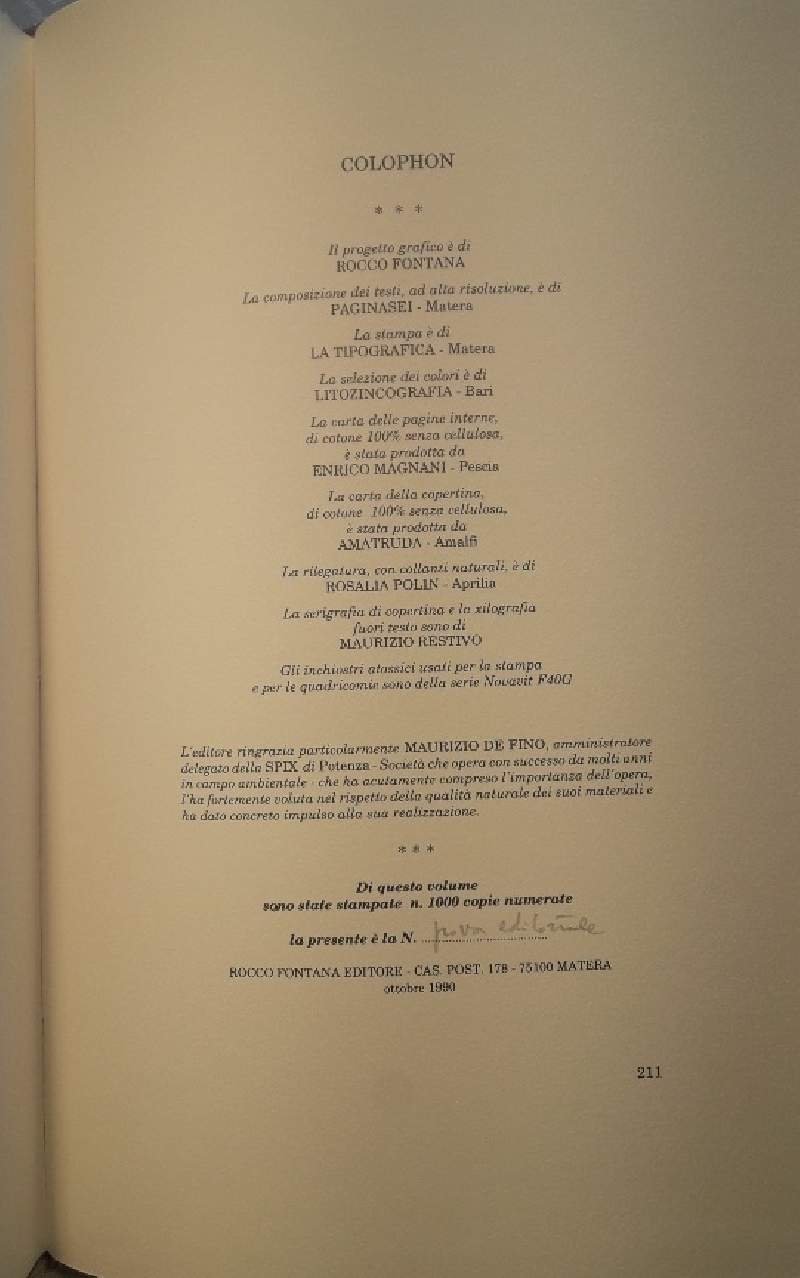 COLOPHON
* * *
Il progetto grafico è di
ROCCO FONTANA
La composizione dei testi, ad alta risoluzione, è di
PAGINASEI - Matera
La stampa è di
LA TIPOGRAFICA - Matera
La selezione dei colori è di
LITOZINCOGRAFIA - Bari
La carta delle pagine interne,
di cotone 100% senza cellulosa,
è stata prodotta da
ENRICO MAGNANI - Pescia
La carta della copertina,
di cotone 100% senza cellulosa,
è stata prodotta da
AMATRUDA - Amalfi
La rilegatura, con collanti naturali, è di
ROSALIA POLIN - Aprilia
La serigrafia di copertina e la xilografia
fuori testo sono di
MAURIZIO RESTIVO
Gli inchiostri atossici usati per la stampa
e per le quadricomie sono della serie Novavit F40G
L'editore ringrazia particolarmente MAURIZIO DE FINO, amministratore
delegato della SPIX di Potenza - Società che opera con successo da molti anni
in campo ambientale - che ha acutamente compreso l'importanza dell'opera,
l'ha fortemente voluta nel rispetto della qualità naturale dei suoi materiali e
ha dato concreto impulso alla sua realizzazione.
* * *
Di questo volume
sono state stampate n. 1000 copie numerate
la presente è la N. prova editoriale
ROCCO FONTANA EDITORE - CAS. POST. 178 - 75100 MATERA
ottobre 1990
211